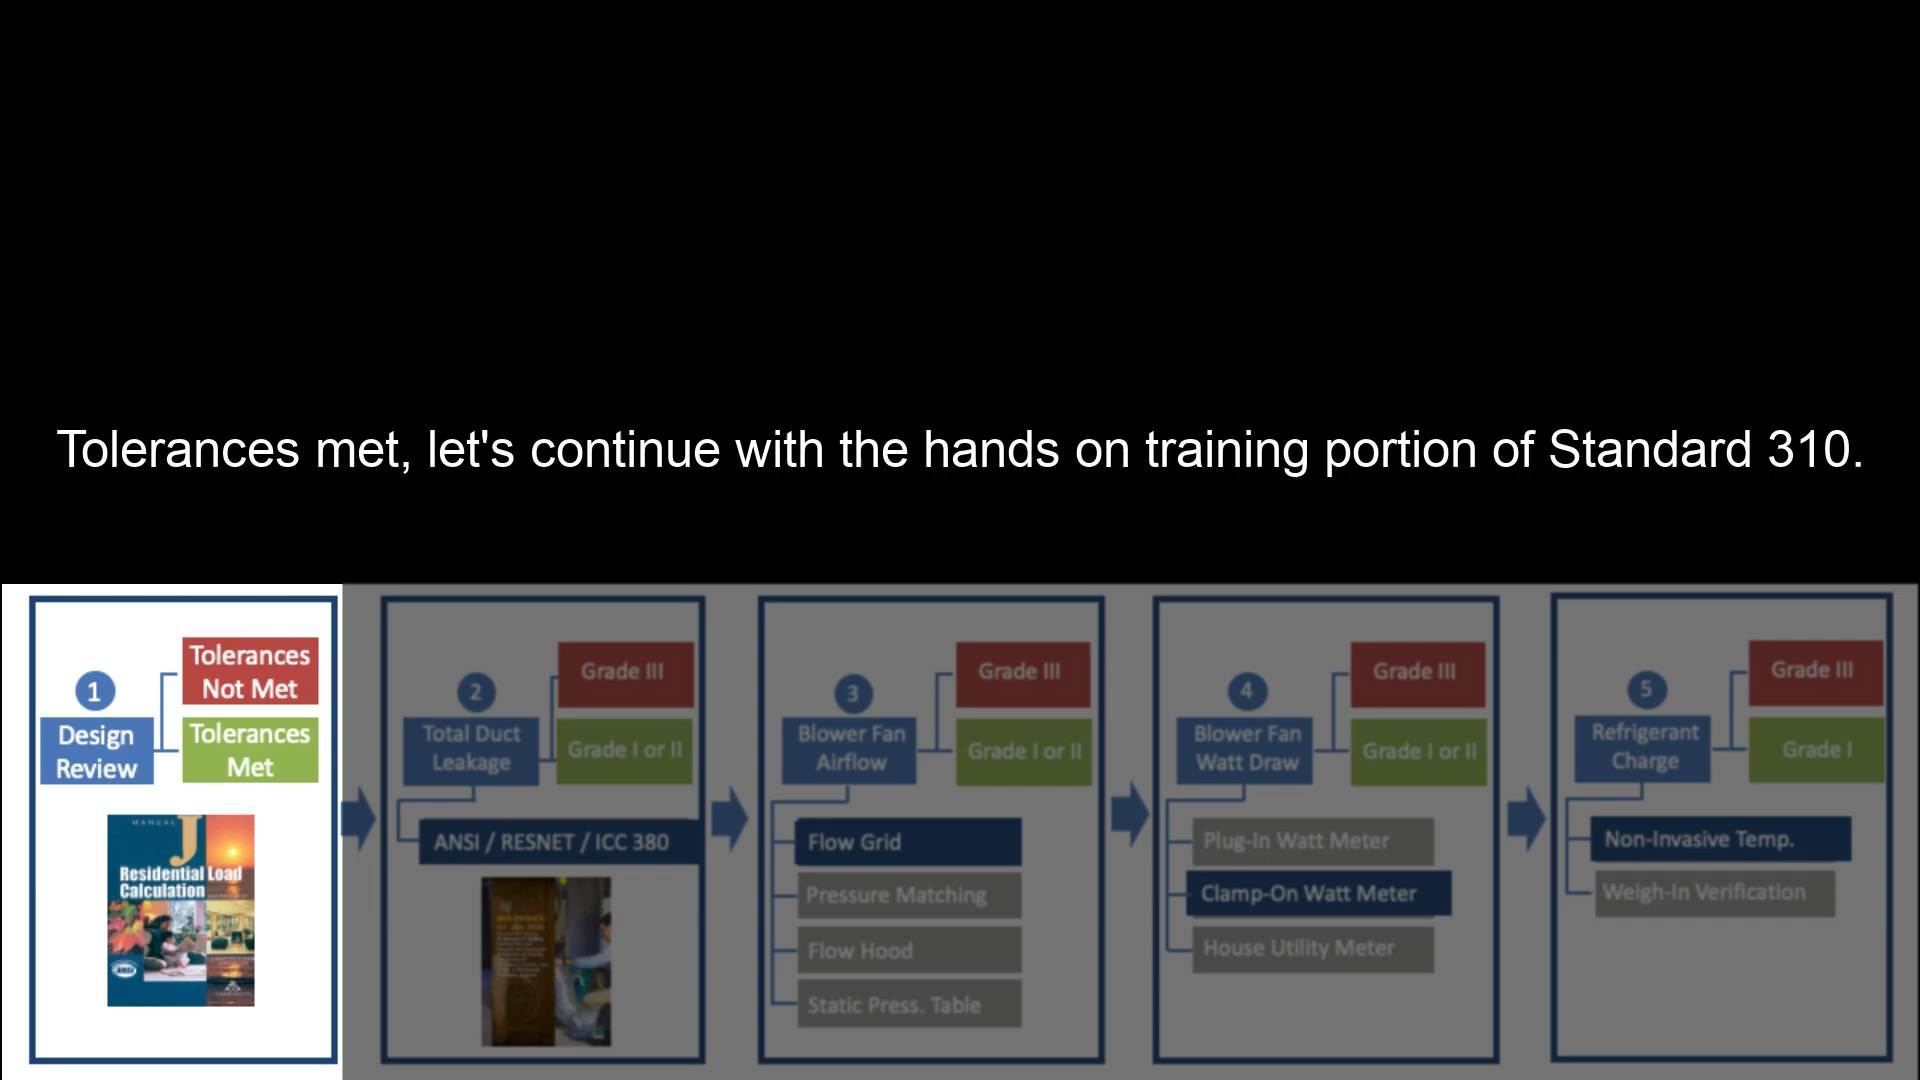 Tolerances met, let's continue with the hands on training portion of Standard 310.
1
Design
Review
Tolerances
Not Met
Tolerances
Met
MANUAL
J
Residential Load
Calculation
2
Total Duct
Leakage
Grade III
Grade I or II
ANSI / RESNET / ICC 380
3
Blower Fan
Airflow
Grade III
Grade I or II
Flow Grid
Pressure Matching
Flow Hood
Static Press. Table
4
Blower Fan
Watt Draw
Grade III
Grade I or II
Plug-In Watt Meter
Clamp-On Watt Meter
House Utility Meter
5
Refrigerant
Charge
Grade III
Grade I
Non-Invasive Temp.
Weigh-In Verification